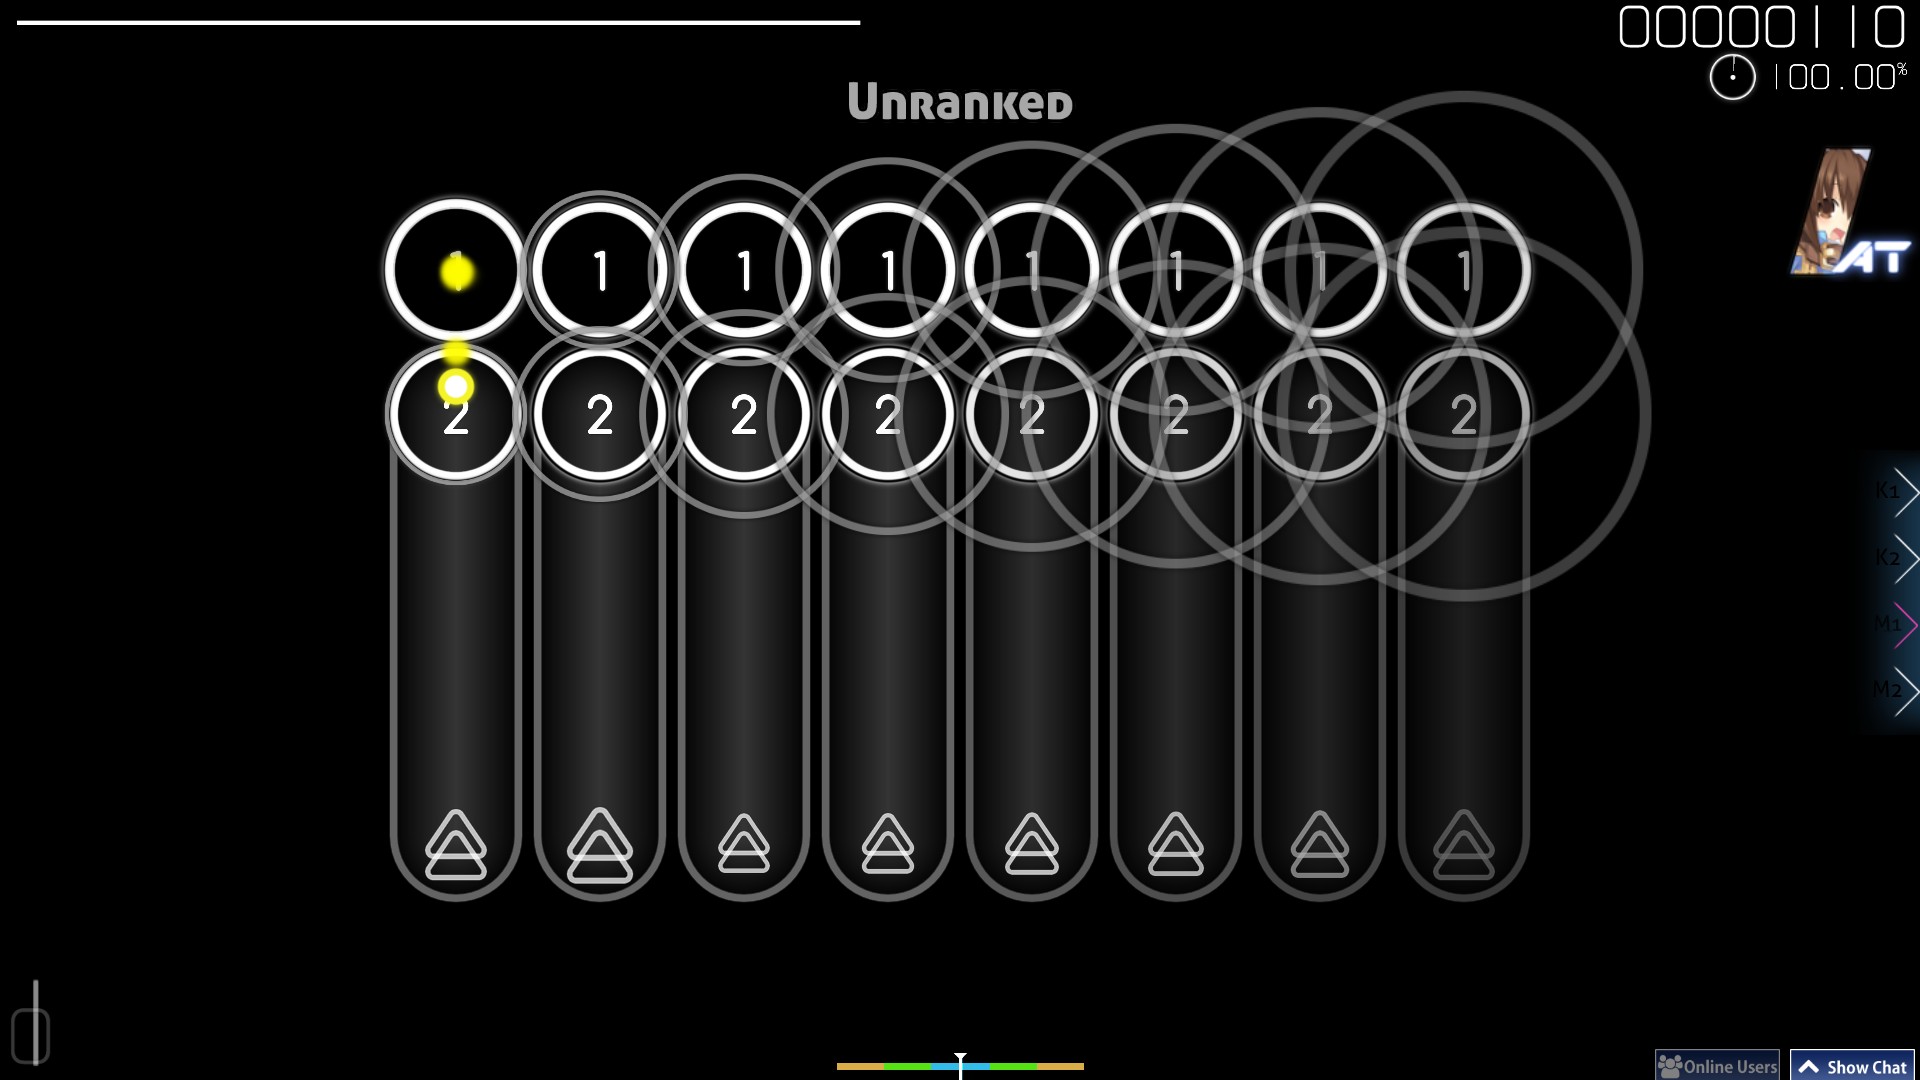 00000110
100.00%
Unranked
AT
1 1 1 1 1 1 1 1
2 2 2 2 2 2 2 2
K1
K2
M1
M2
Online Users
Show Chat